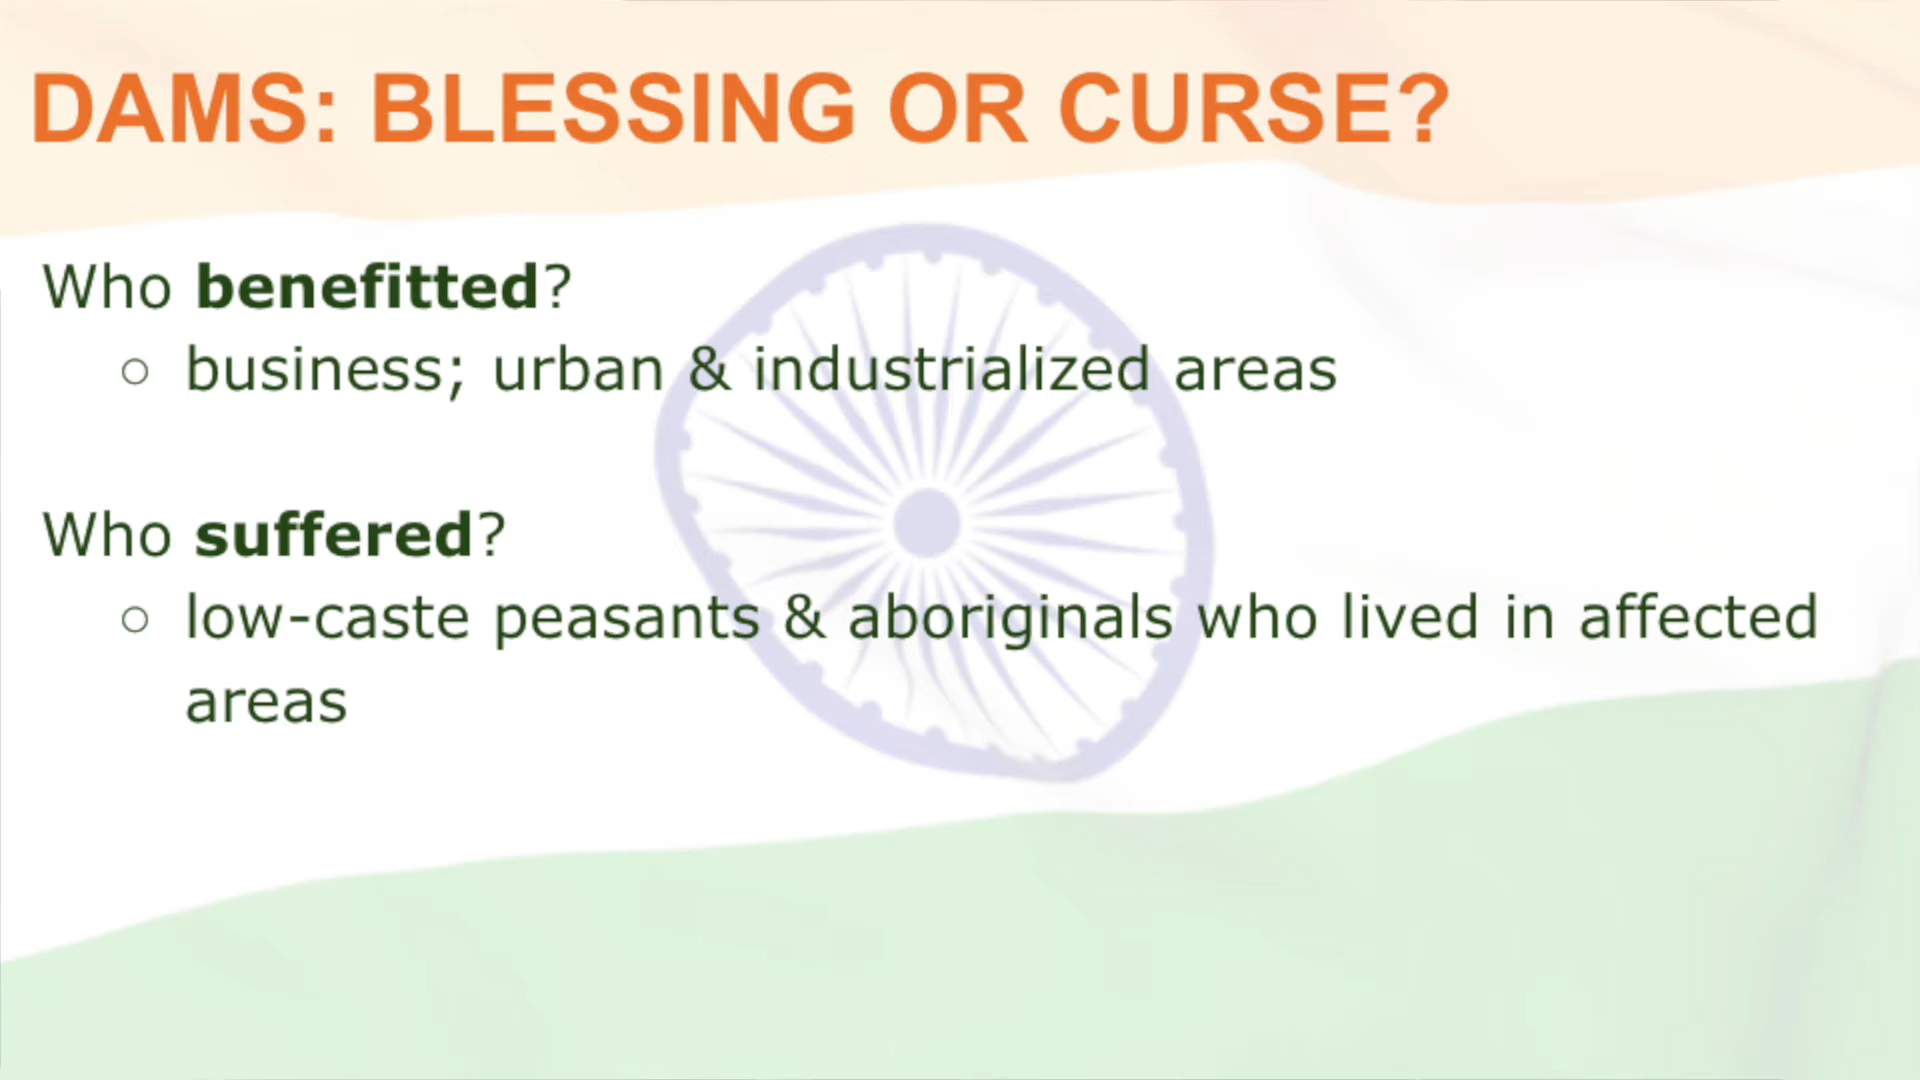 DAMS: BLESSING OR CURSE?
Who benefitted?
○ business; urban & industrialized areas
Who suffered?
○ low-caste peasants & aboriginals who lived in affected
areas